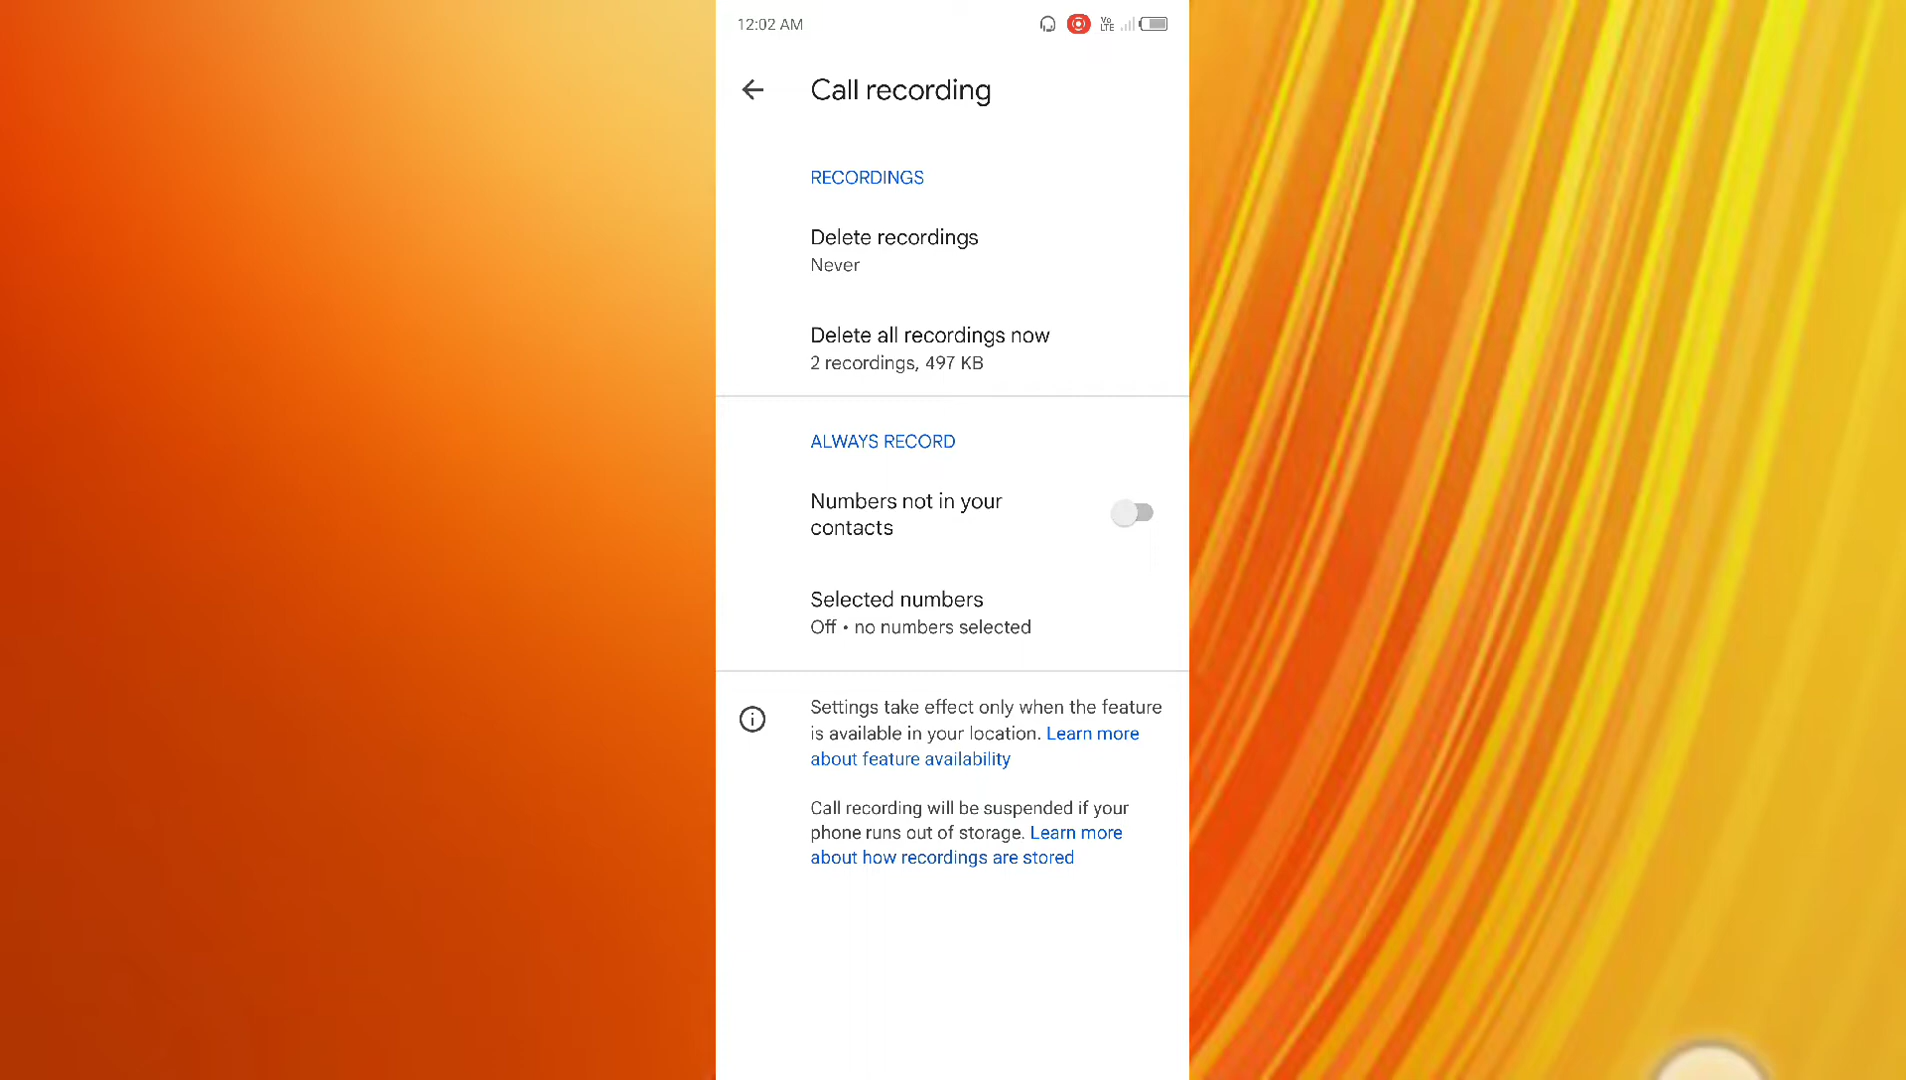 12:02 AM
Vo
LTE
Call recording
RECORDINGS
Delete recordings
Never
Delete all recordings now
2 recordings, 497 KB
ALWAYS RECORD
Numbers not in your
contacts
Selected numbers
Off • no numbers selected
Settings take effect only when the feature
is available in your location. Learn more
about feature availability
Call recording will be suspended if your
phone runs out of storage. Learn more
about how recordings are stored